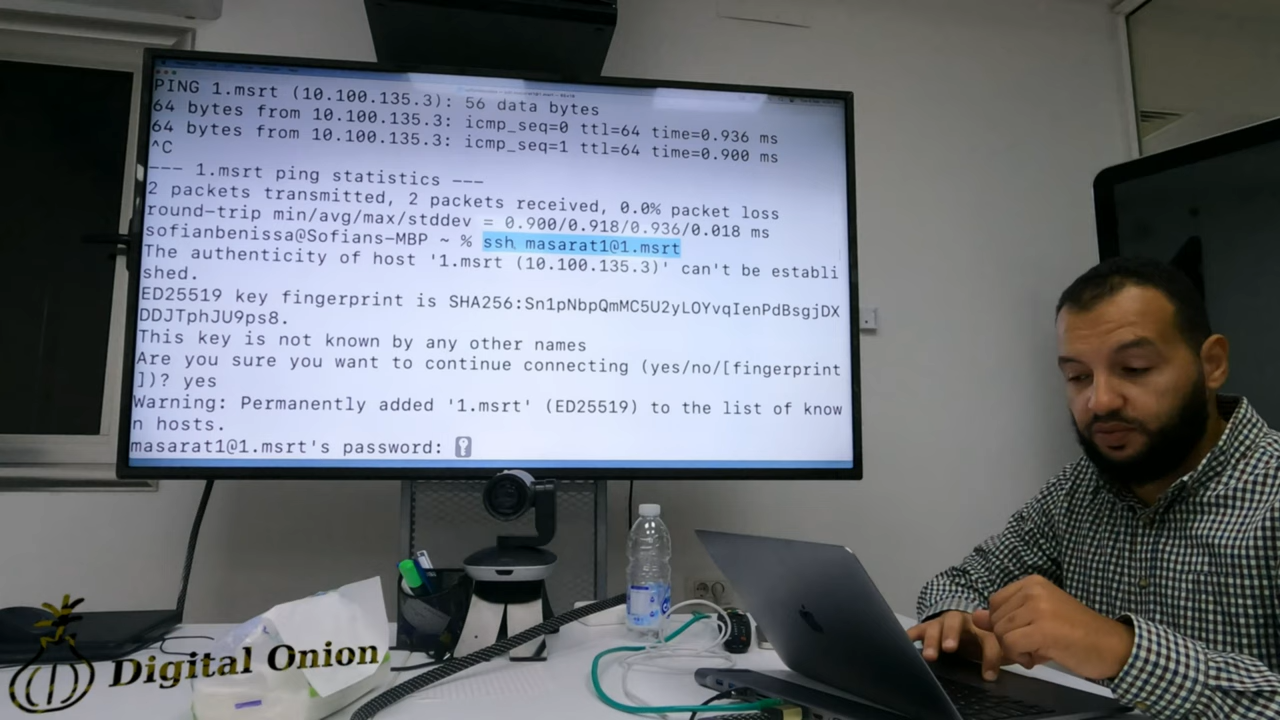 PING 1.msrt (10.100.135.3): 56 data bytes
64 bytes from 10.100.135.3: icmp_seq=0 ttl=64 time=0.936 ms
64 bytes from 10.100.135.3: icmp_seq=1 ttl=64 time=0.900 ms
^C
--- 1.msrt ping statistics ---
2 packets transmitted, 2 packets received, 0.0% packet loss
round-trip min/avg/max/stddev = 0.900/0.918/0.936/0.018 ms
sofianbenissa@Sofians-MBP ~ % ssh masarat1@1.msrt
The authenticity of host '1.msrt (10.100.135.3)' can't be establi
shed.
ED25519 key fingerprint is SHA256:Sn1pNbpQmMC5U2yLOYvqIenPdBsgjDX
DDJTphJU9ps8.
This key is not known by any other names
Are you sure you want to continue connecting (yes/no/[fingerprint
])? yes
Warning: Permanently added '1.msrt' (ED25519) to the list of know
n hosts.
masarat1@1.msrt's password:
Digital Onion